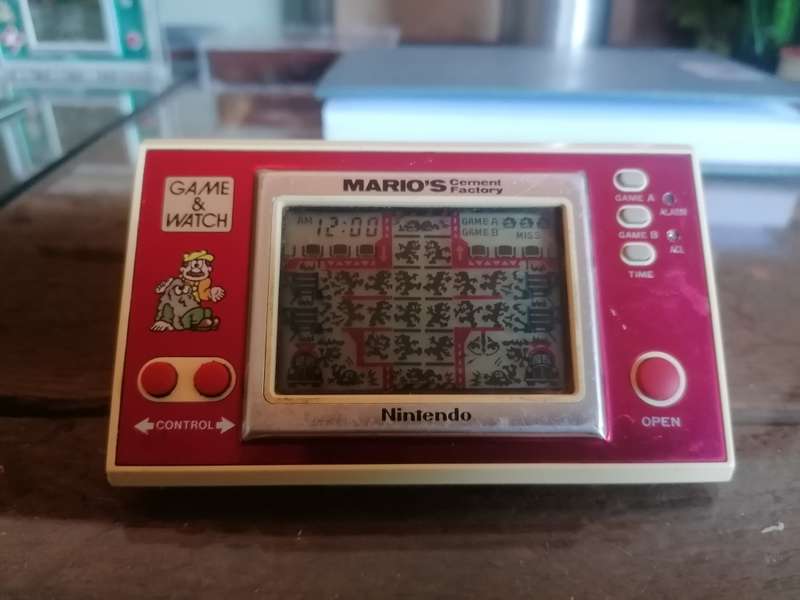 GAME
&
WATCH
MARIO'S Cement
Factory
AM 12:00
GAME A
GAME B MISS
GAME A
ALARM
GAME B
ACL
TIME
CONTROL
Nintendo
OPEN